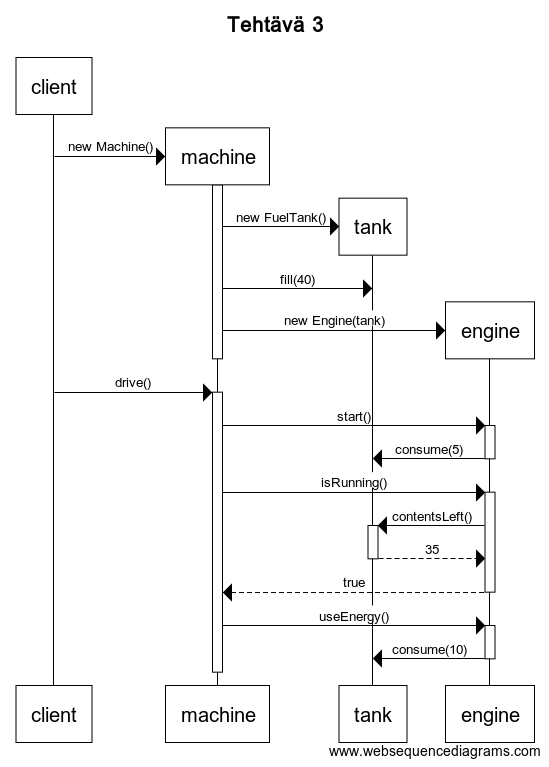 Tehtävä 3
client
new Machine()
machine
new FuelTank()
tank
fill(40)
new Engine(tank)
engine
drive()
start()
consume(5)
isRunning()
contentsLeft()
35
true
useEnergy()
consume(10)
client
machine
tank
engine
www.websequencediagrams.com